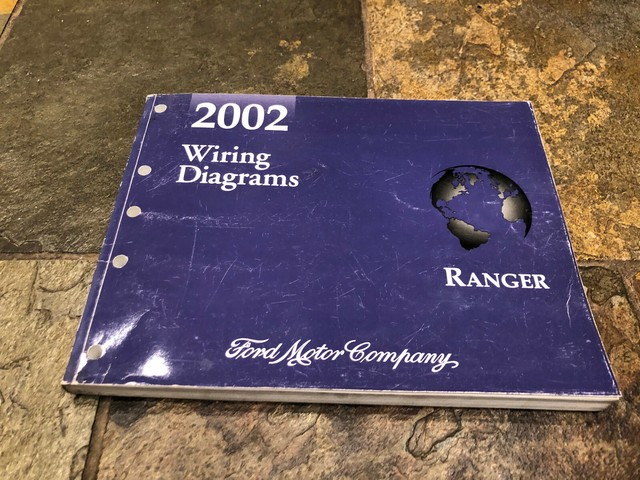 2002
Wiring
Diagrams
RANGER
Ford Motor Company